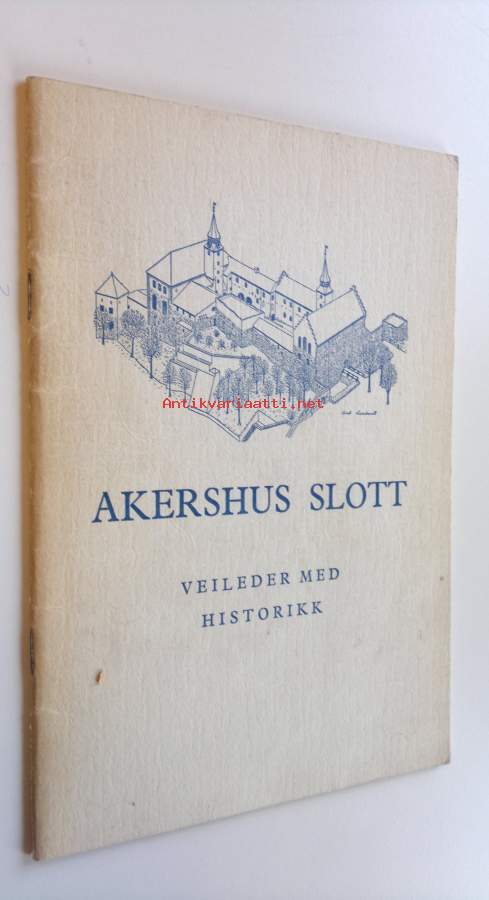 Antikvariaatti.net
AKERSHUS SLOTT
VEILEDER MED
HISTORIKK